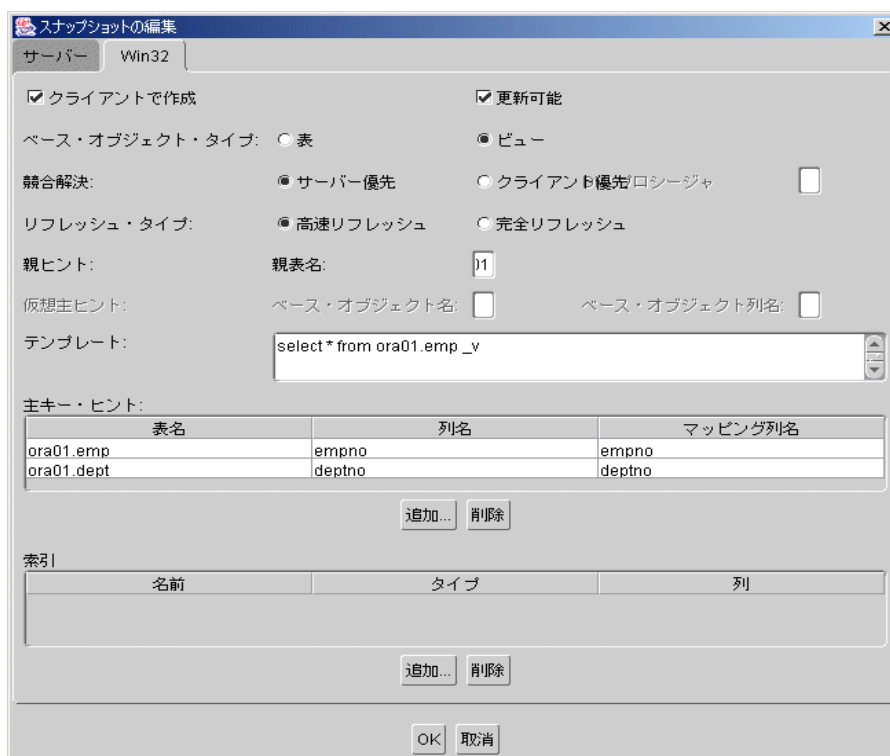 スナップショットの編集
サーバー Win32
クライアントで作成 更新可能
ベース・オブジェクト・タイプ: 表 ビュー
競合解決: サーバー優先 クライアント優先 プロシージャ
リフレッシュ・タイプ: 高速リフレッシュ 完全リフレッシュ
親ヒント: 親表名: 01
仮想主ヒント: ベース・オブジェクト名: ベース・オブジェクト列名:
テンプレート: select * from ora01.emp _v
主キー・ヒント:
表名 列名 マッピング列名
ora01.emp empno empno
ora01.dept deptno deptno
追加... 削除
索引
名前 タイプ 列
追加... 削除
OK 取消